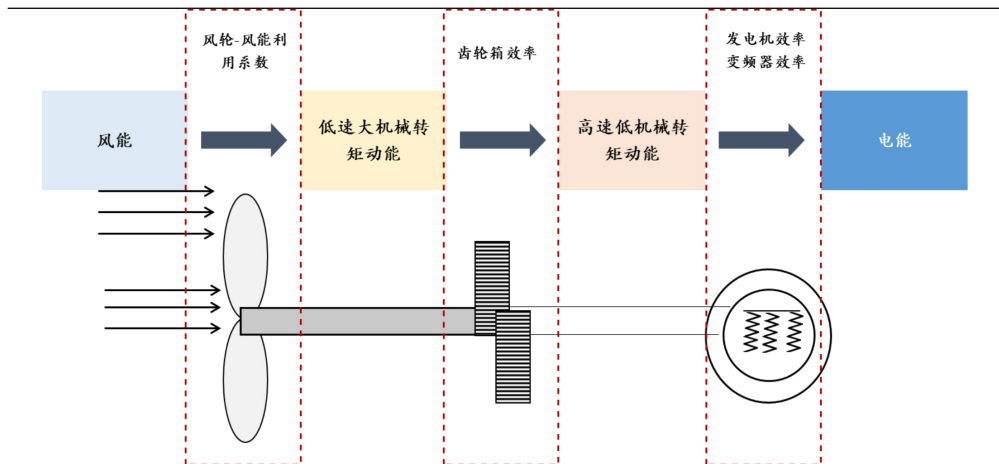 风轮-风能利
用系数
齿轮箱效率
发电机效率
变频器效率
风能
低速大机械转
矩动能
高速低机械转
矩动能
电能